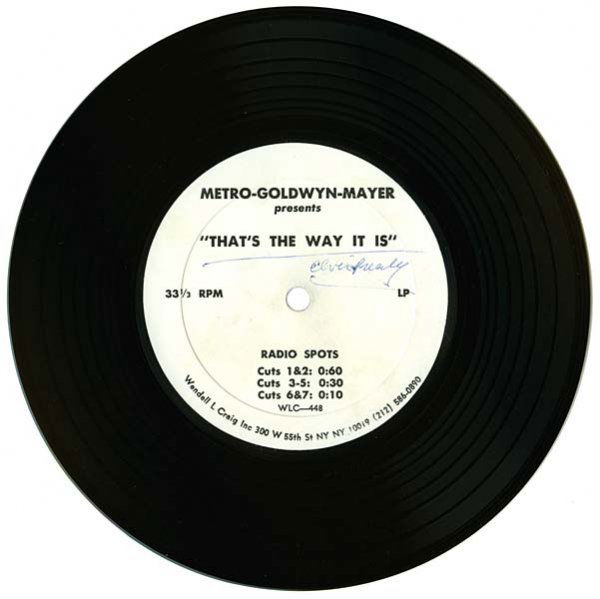 METRO-GOLDWYN-MAYER
presents
"THAT'S THE WAY IT IS"
Elvis Presley
33⅓ RPM LP
RADIO SPOTS
Cuts 1&2: 0:60
Cuts 3-5: 0:30
Cuts 6&7: 0:10
WLC—448
Wendell L Craig Inc 300 W 55th St NY NY 10019 (212) 586-0890